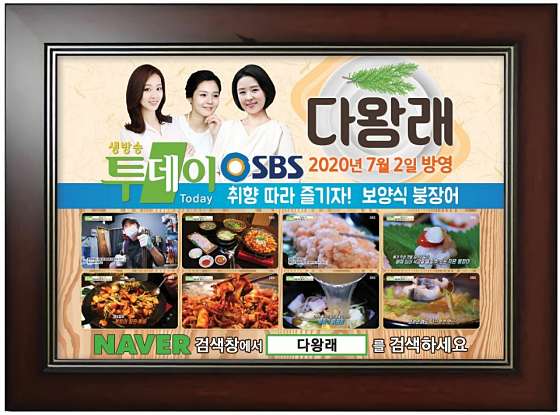 다왕래
생방송
투데이
Today
SBS
2020년 7월 2일 방영
취향 따라 즐기자! 보양식 붕장어
NAVER 검색창에서 다왕래 를 검색하세요